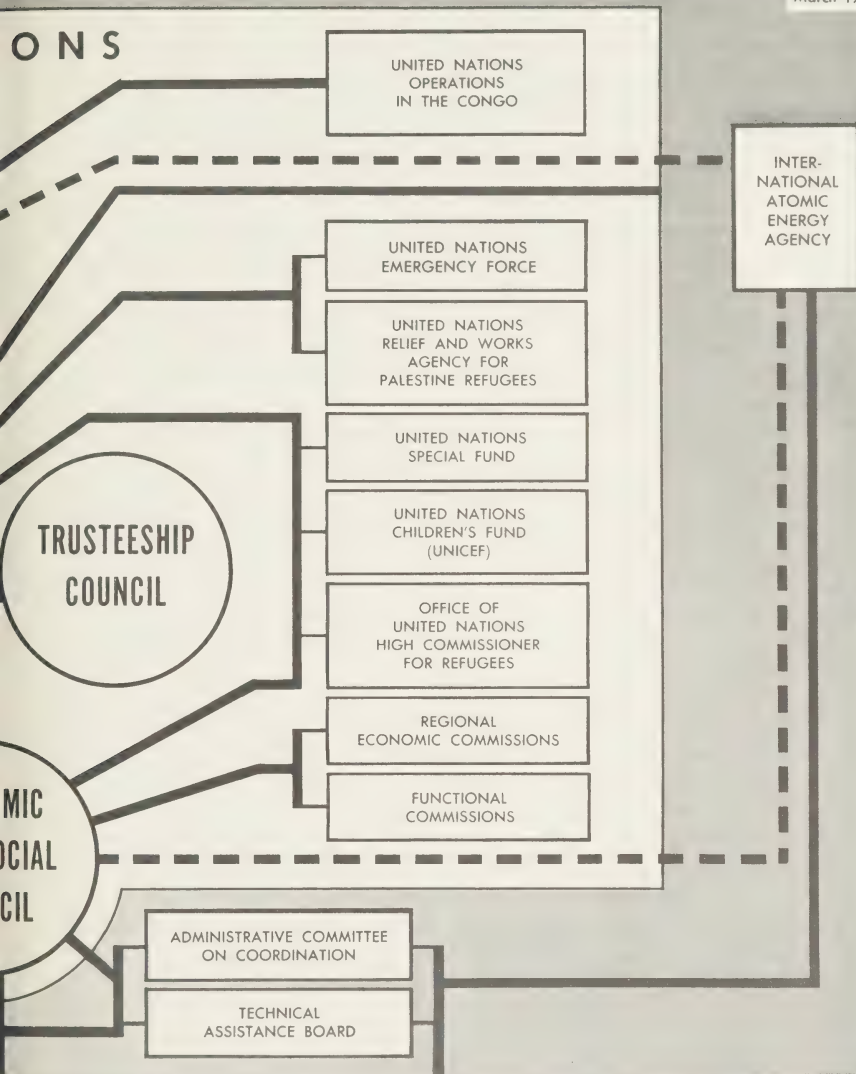 March 19
ONS
UNITED NATIONS
OPERATIONS
IN THE CONGO
INTER-
NATIONAL
ATOMIC
ENERGY
AGENCY
UNITED NATIONS
EMERGENCY FORCE
UNITED NATIONS
RELIEF AND WORKS
AGENCY FOR
PALESTINE REFUGEES
UNITED NATIONS
SPECIAL FUND
UNITED NATIONS
CHILDREN'S FUND
(UNICEF)
TRUSTEESHIP
COUNCIL
OFFICE OF
UNITED NATIONS
HIGH COMMISSIONER
FOR REFUGEES
REGIONAL
ECONOMIC COMMISSIONS
FUNCTIONAL
COMMISSIONS
MIC
OCIAL
CIL
ADMINISTRATIVE COMMITTEE
ON COORDINATION
TECHNICAL
ASSISTANCE BOARD